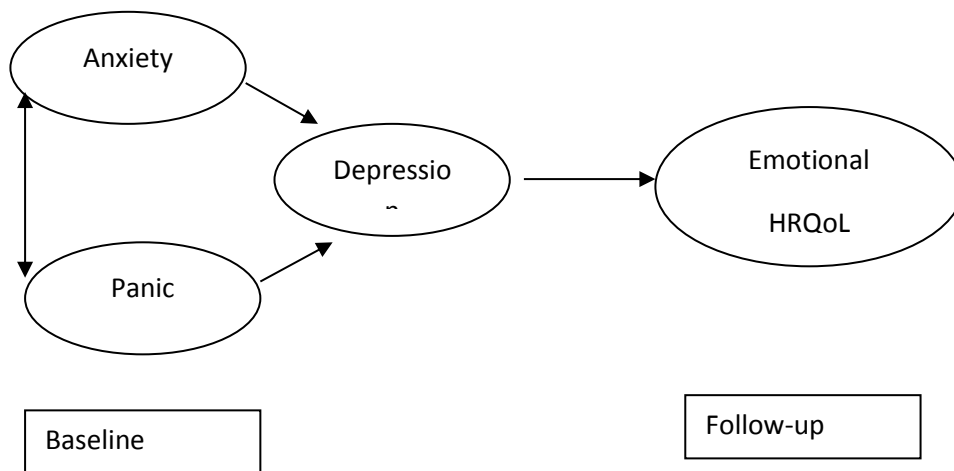 Anxiety
Depressio
n
Emotional
HRQoL
Panic
Baseline
Follow-up